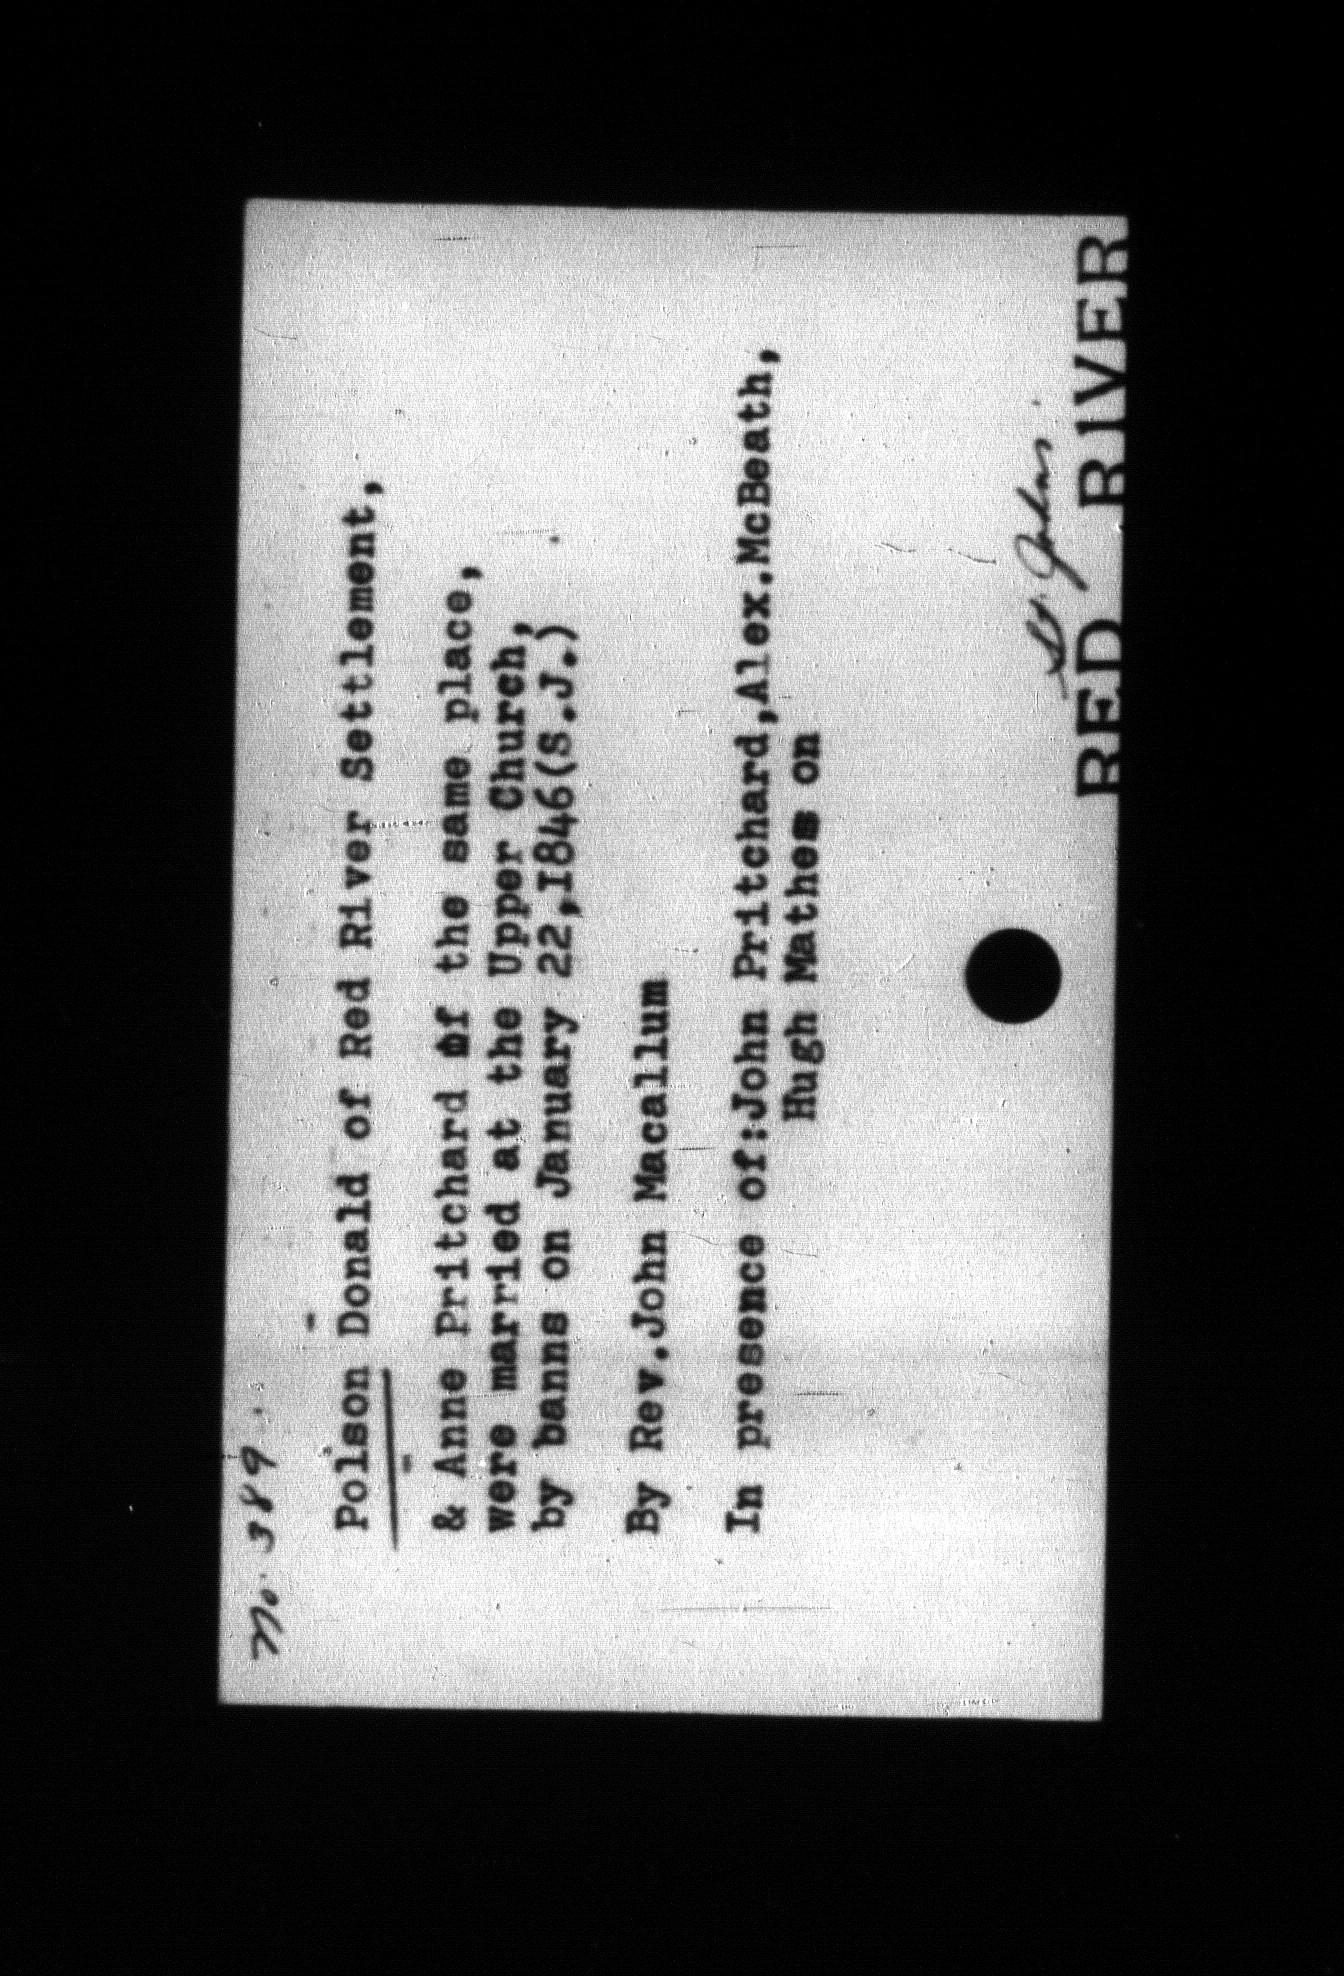 No. 389.
Polson Donald of Red River Settlement,
& Anne Pritchard of the same place,
were married at the Upper Church,
by banns on January 22,1846(S.J.)
By Rev.John Macallum
In presence of:John Pritchard,Alex.McBeath,
Hugh Mathes on
St. Johns.
RED RIVER